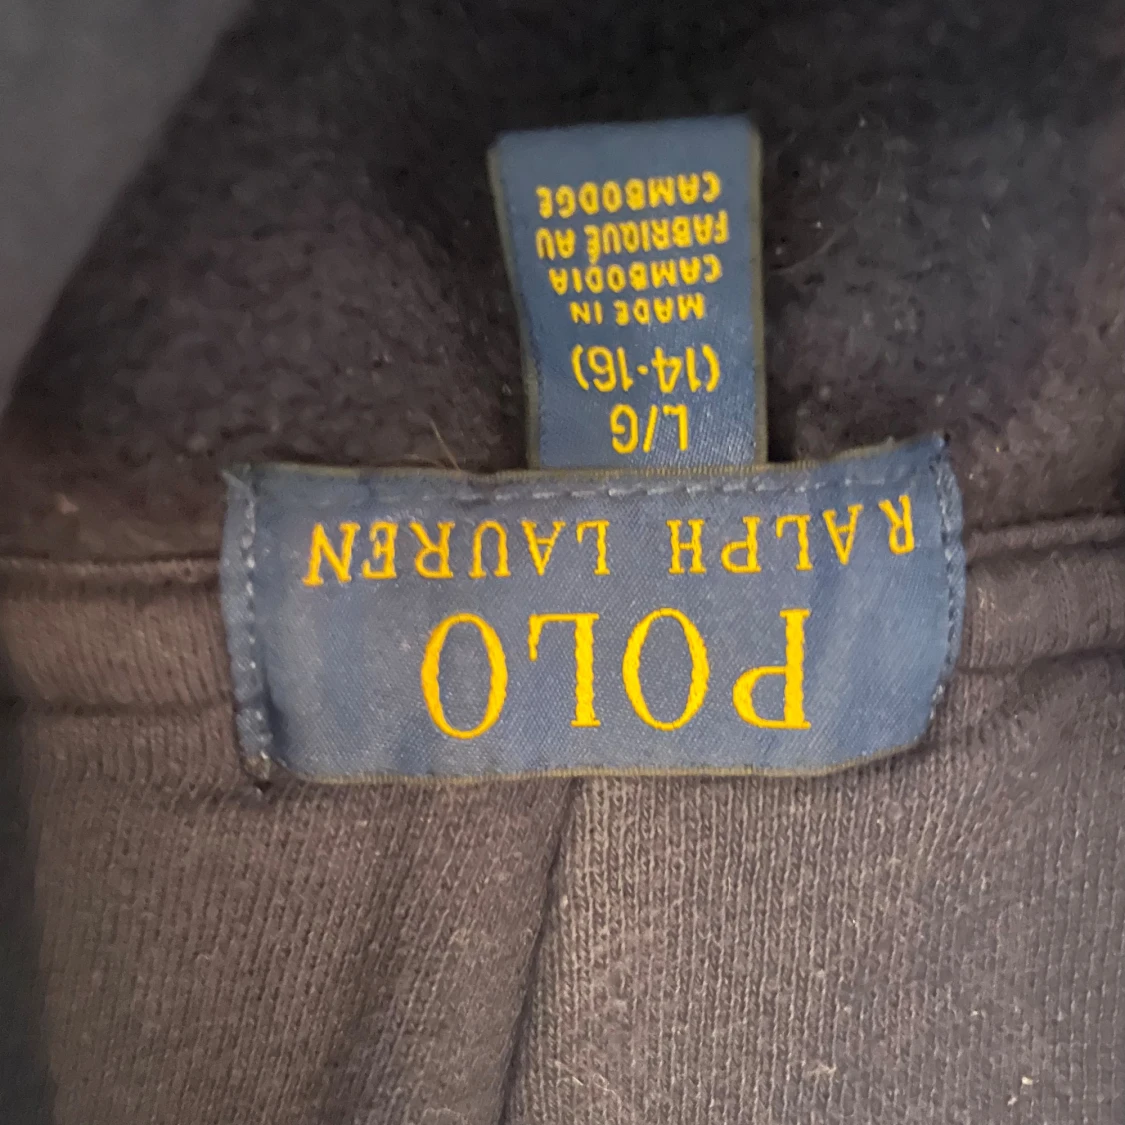 POLO
RALPH LAUREN
L/G
(14-16)
MADE IN
CAMBODIA
FABRIQUÉ AU
CAMBODGE